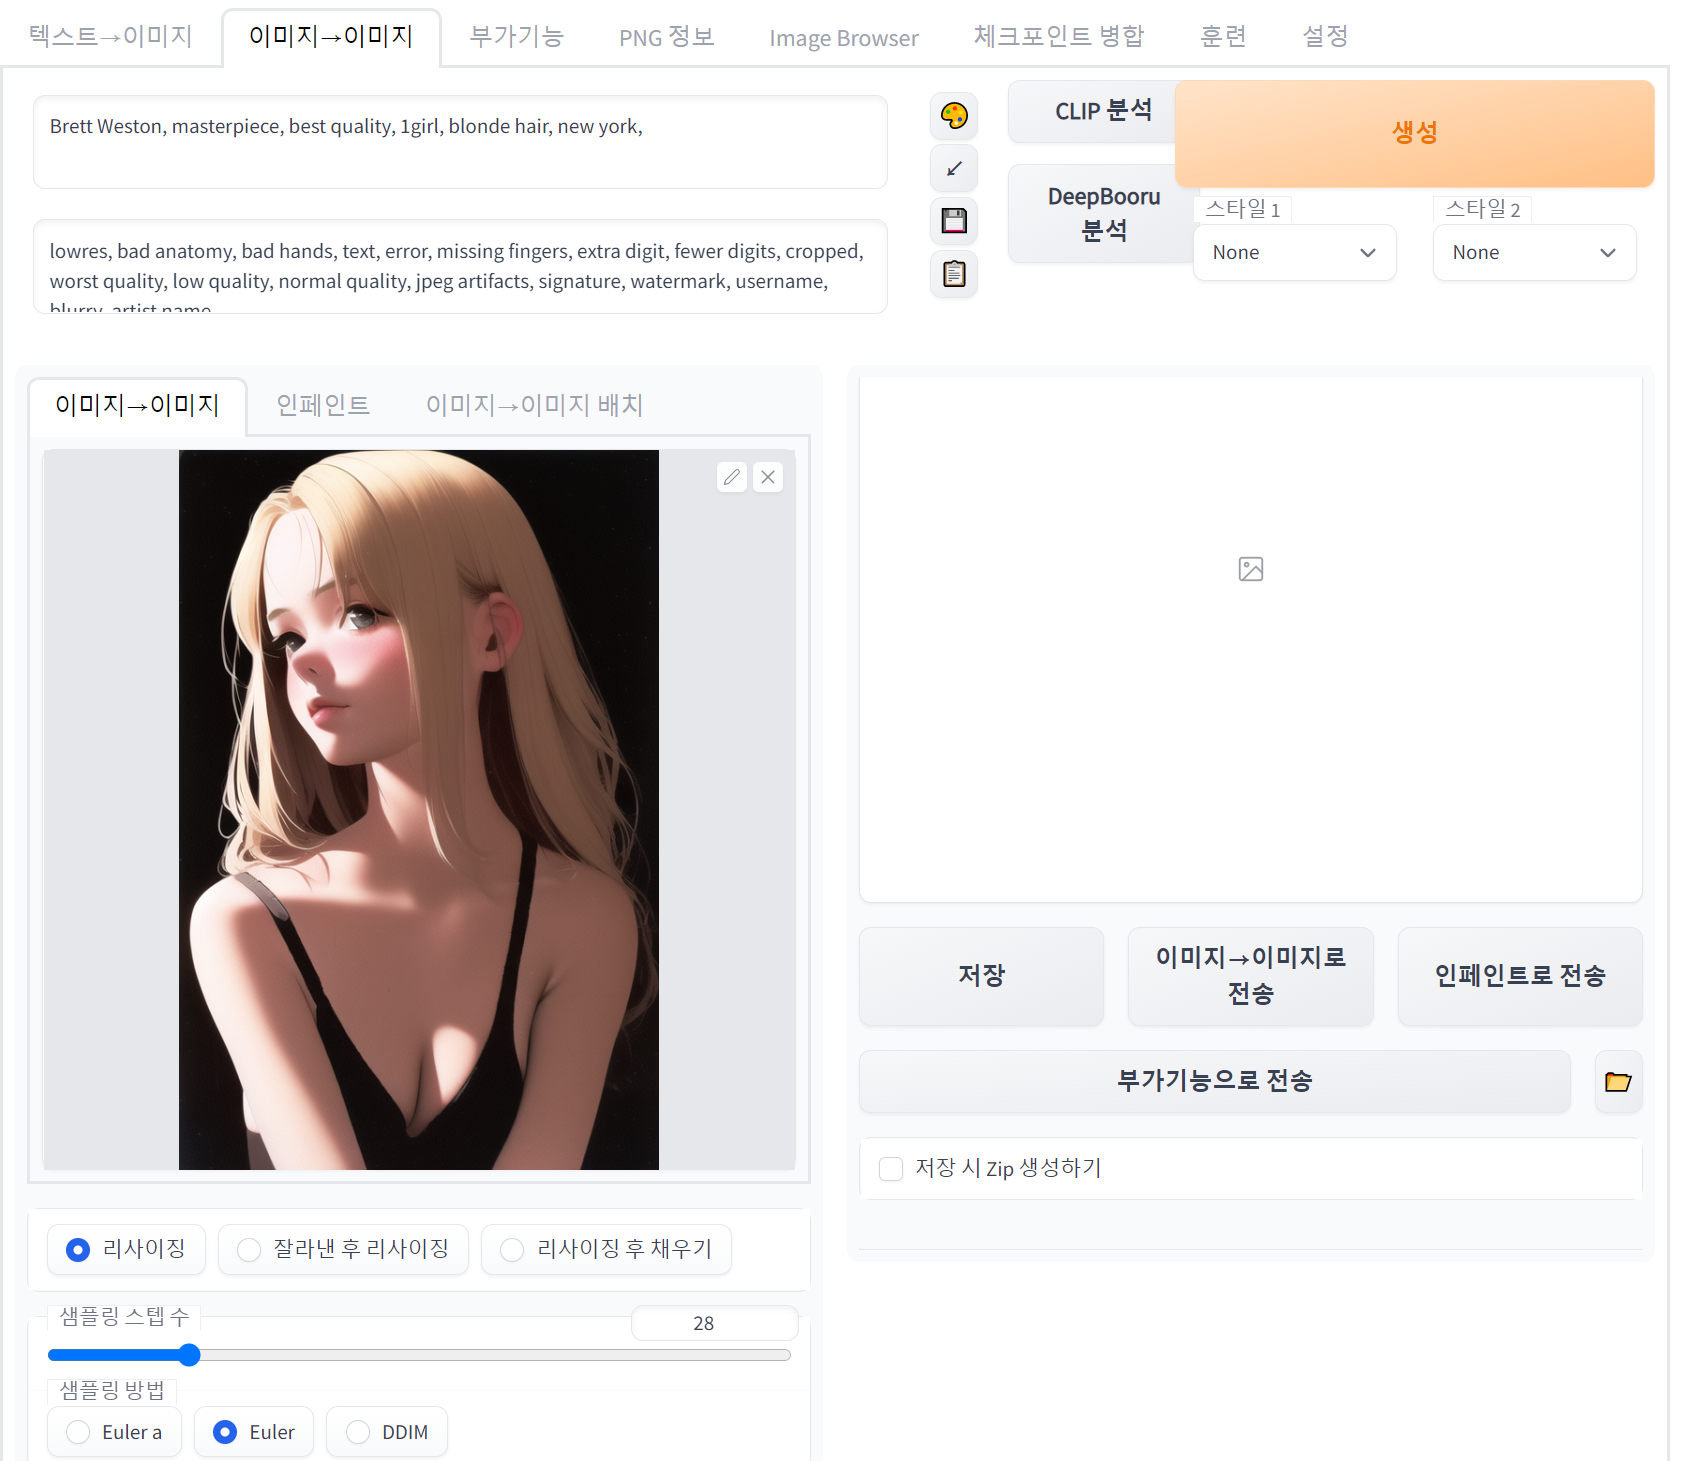 텍스트→이미지
이미지→이미지
부가기능
PNG 정보
Image Browser
체크포인트 병합
훈련
설정
Brett Weston, masterpiece, best quality, 1girl, blonde hair, new york,
CLIP 분석
생성
DeepBooru
분석
스타일 1
스타일 2
None
None
lowres, bad anatomy, bad hands, text, error, missing fingers, extra digit, fewer digits, cropped,
worst quality, low quality, normal quality, jpeg artifacts, signature, watermark, username,
blurry, artist name
이미지→이미지
인페인트
이미지→이미지 배치
저장
이미지→이미지로
전송
인페인트로 전송
부가기능으로 전송
저장 시 Zip 생성하기
리사이징
잘라낸 후 리사이징
리사이징 후 채우기
샘플링 스텝 수
28
샘플링 방법
Euler a
Euler
DDIM